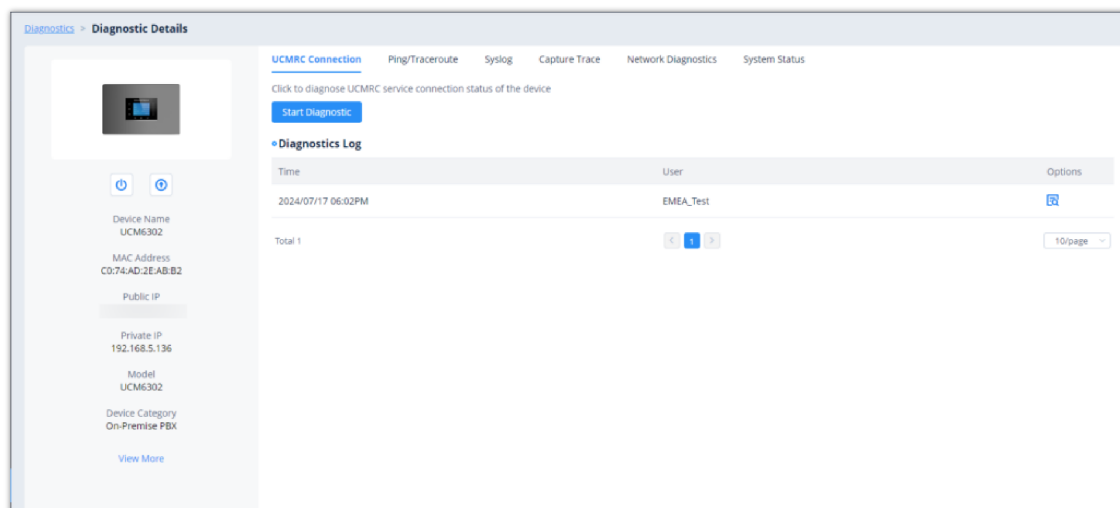 Diagnostics > Diagnostic Details
UCMRC Connection Ping/Traceroute Syslog Capture Trace Network Diagnostics System Status
Click to diagnose UCMRC service connection status of the device
Start Diagnostic
Diagnostics Log
Time User Options
2024/07/17 06:02PM EMEA_Test
Total 1 < 1 > 10/page
Device Name
UCM6302
MAC Address
C0:74:AD:2E:AB:B2
Public IP
Private IP
192.168.5.136
Model
UCM6302
Device Category
On-Premise PBX
View More